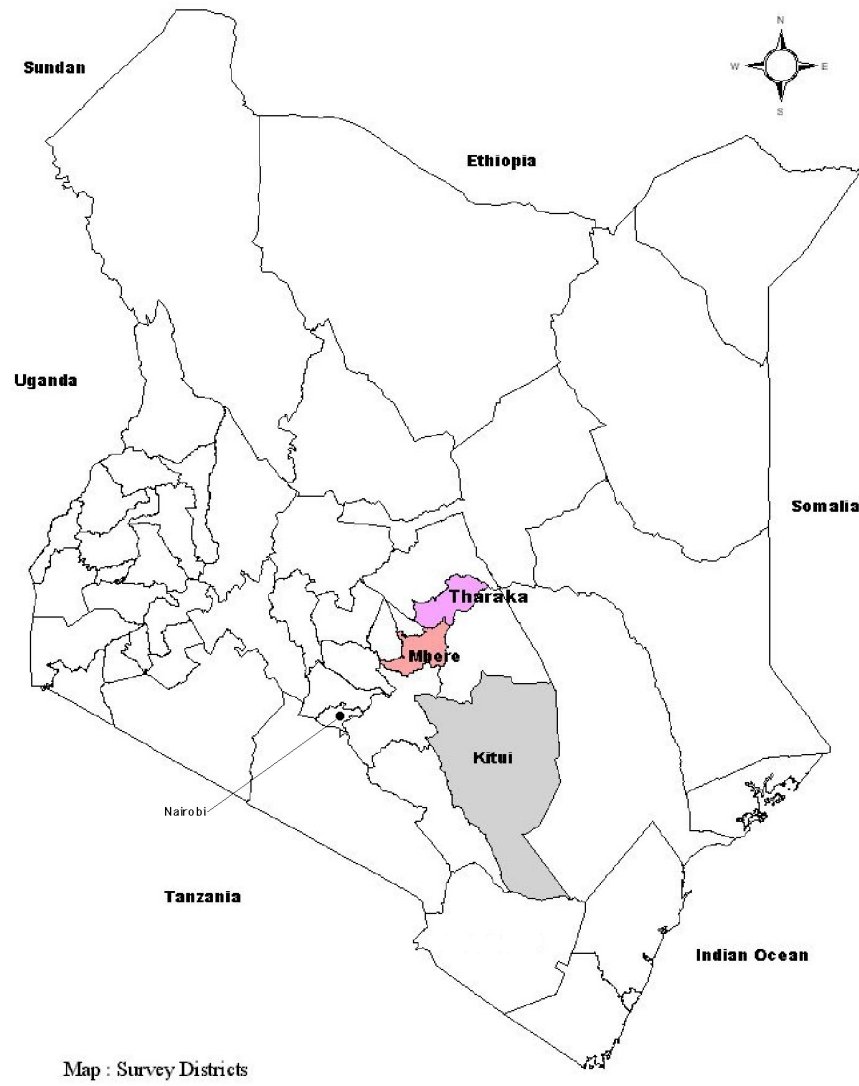 N
Sundan
W
E
S
Ethiopia
Uganda
Somalia
Tharaka
Mbere
Kitui
Nairobi
Tanzania
Indian Ocean
Map : Survey Districts